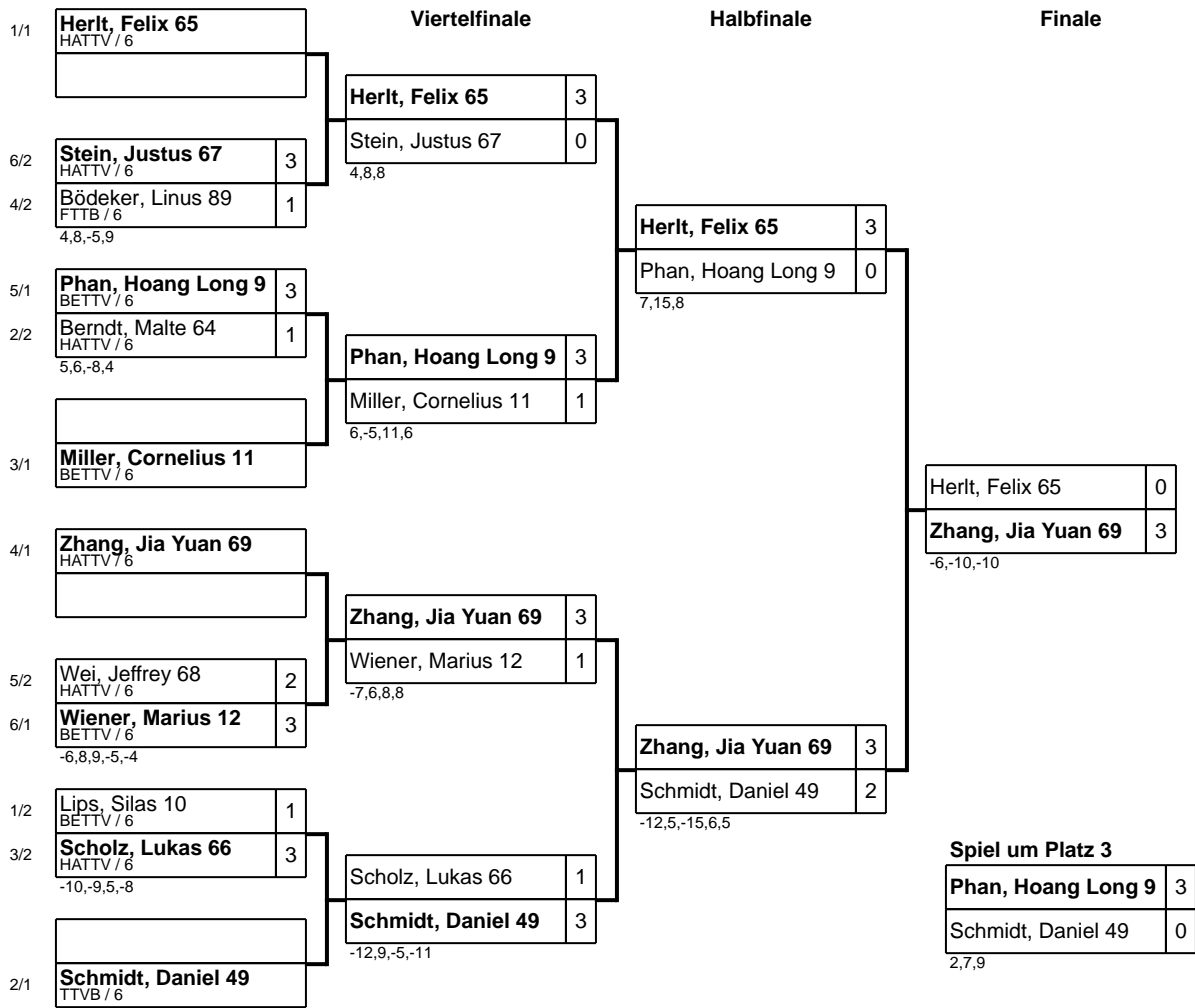 Viertelfinale
Halbfinale
Finale
1/1
Herlt, Felix 65
HATTV / 6
6/2
Stein, Justus 67
HATTV / 6
3
4/2
Bödeker, Linus 89
FTTB / 6
1
4,8,-5,9
5/1
Phan, Hoang Long 9
BETTV / 6
3
2/2
Berndt, Malte 64
HATTV / 6
1
5,6,-8,4
3/1
Miller, Cornelius 11
BETTV / 6
4/1
Zhang, Jia Yuan 69
HATTV / 6
5/2
Wei, Jeffrey 68
HATTV / 6
2
6/1
Wiener, Marius 12
BETTV / 6
3
-6,8,9,-5,-4
1/2
Lips, Silas 10
BETTV / 6
1
3/2
Scholz, Lukas 66
HATTV / 6
3
-10,-9,5,-8
2/1
Schmidt, Daniel 49
TTVB / 6
Herlt, Felix 65 3
Stein, Justus 67 0
4,8,8
Phan, Hoang Long 9 3
Miller, Cornelius 11 1
6,-5,11,6
Zhang, Jia Yuan 69 3
Wiener, Marius 12 1
-7,6,8,8
Scholz, Lukas 66 1
Schmidt, Daniel 49 3
-12,9,-5,-11
Herlt, Felix 65 3
Phan, Hoang Long 9 0
7,15,8
Zhang, Jia Yuan 69 3
Schmidt, Daniel 49 2
-12,5,-15,6,5
Herlt, Felix 65 0
Zhang, Jia Yuan 69 3
-6,-10,-10
Spiel um Platz 3
Phan, Hoang Long 9 3
Schmidt, Daniel 49 0
2,7,9